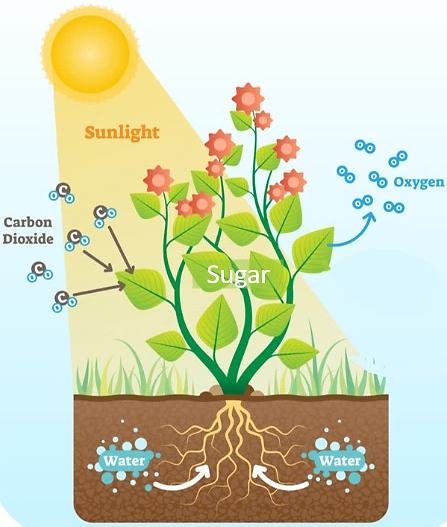 Sunlight
Oxygen
Carbon
Dioxide
Sugar
Water
Water